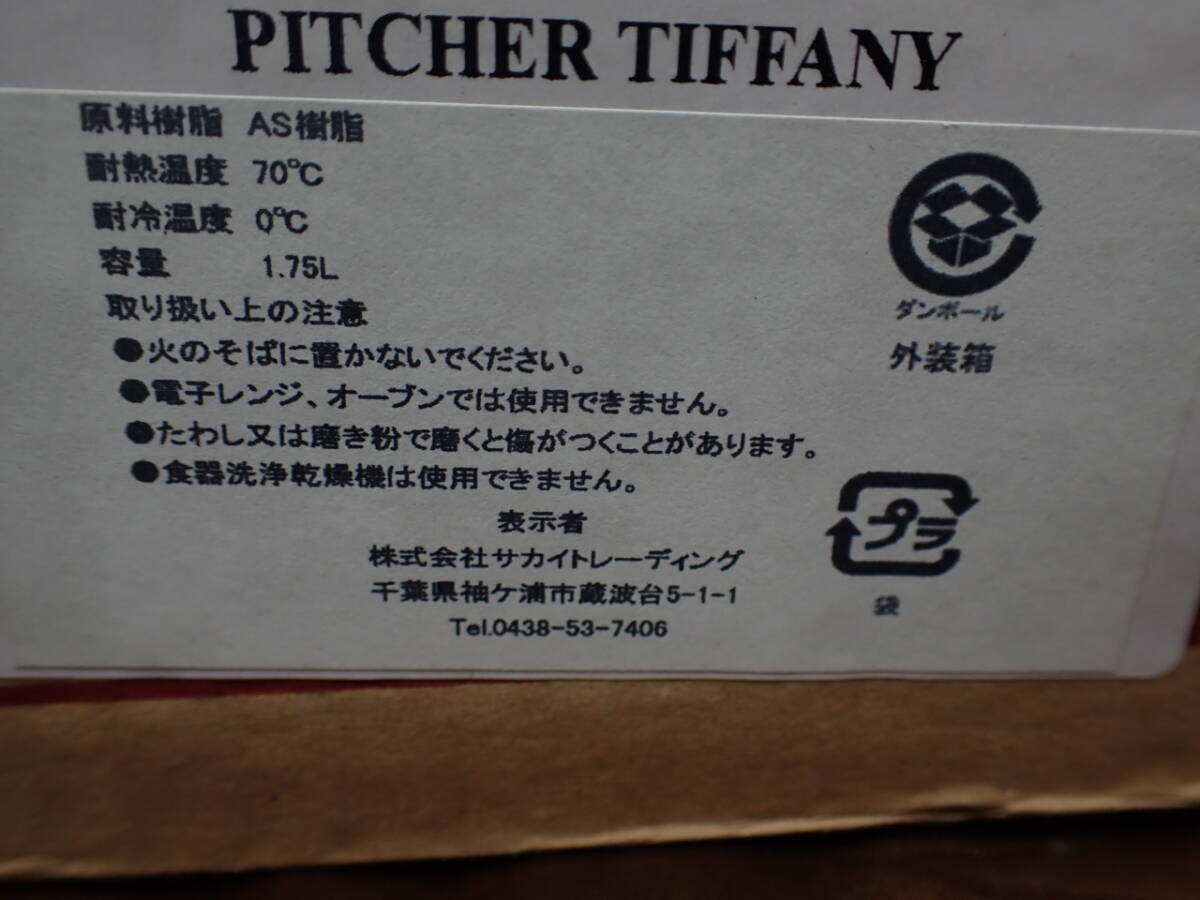 PITCHER TIFFANY
原料樹脂 AS樹脂
耐熱温度 70℃
耐冷温度 0℃
容量 1.75L
取り扱い上の注意
●火のそばに置かないでください。
●電子レンジ、オーブンでは使用できません。
●たわし又は磨き粉で磨くと傷がつくことがあります。
●食器洗浄乾燥機は使用できません。
表示者
株式会社サカイトレーディング
千葉県袖ケ浦市蔵波台5-1-1
Tel.0438-53-7406
ダンボール
外装箱
プラ
袋